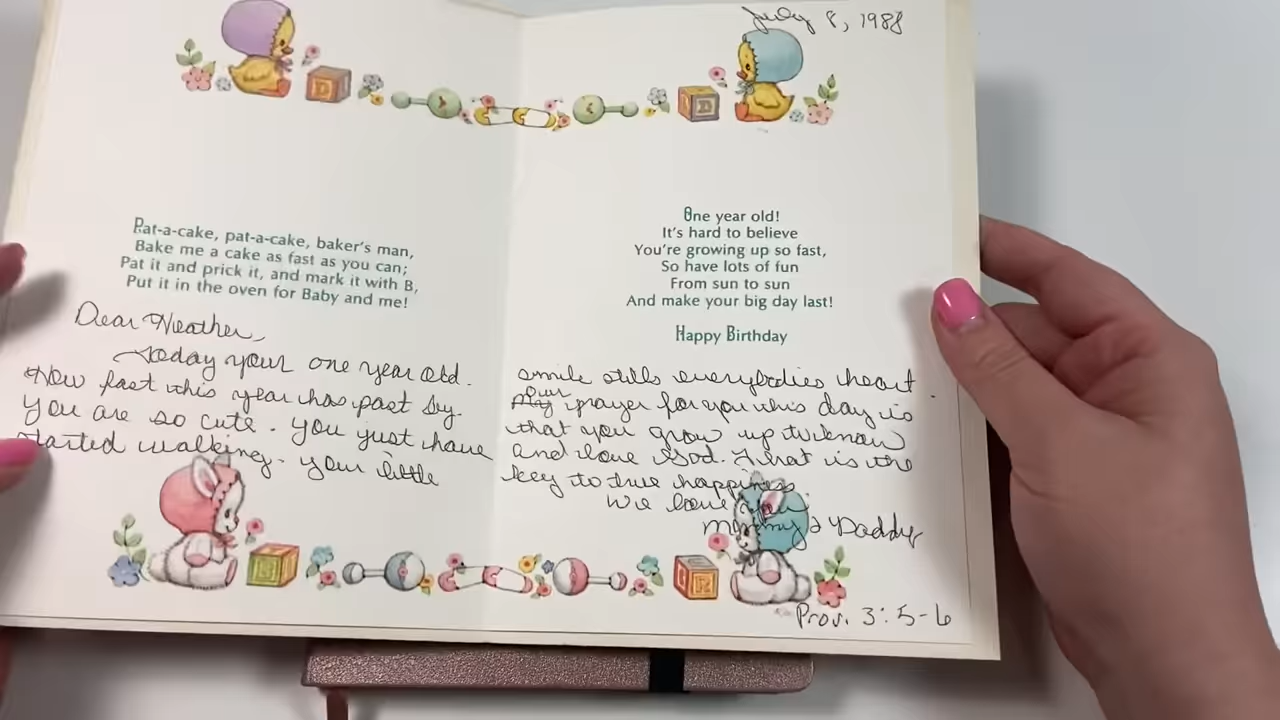 July 8, 1988
Pat-a-cake, pat-a-cake, baker's man,
Bake me a cake as fast as you can;
Pat it and prick it, and mark it with B,
Put it in the oven for Baby and me!
Dear Heather,
Today your one year old.
How fast this year has past by.
You are so cute. You just have
started walking. Your little
One year old!
It's hard to believe
You're growing up so fast,
So have lots of fun
From sun to sun
And make your big day last!
Happy Birthday
smile stills everybodies heart.
our
my prayer for you this day is
that you grow up to know
and love God. That is the
key to true happiness
We love you
Mommy & Daddy
Prov. 3:5-6
D
D
R